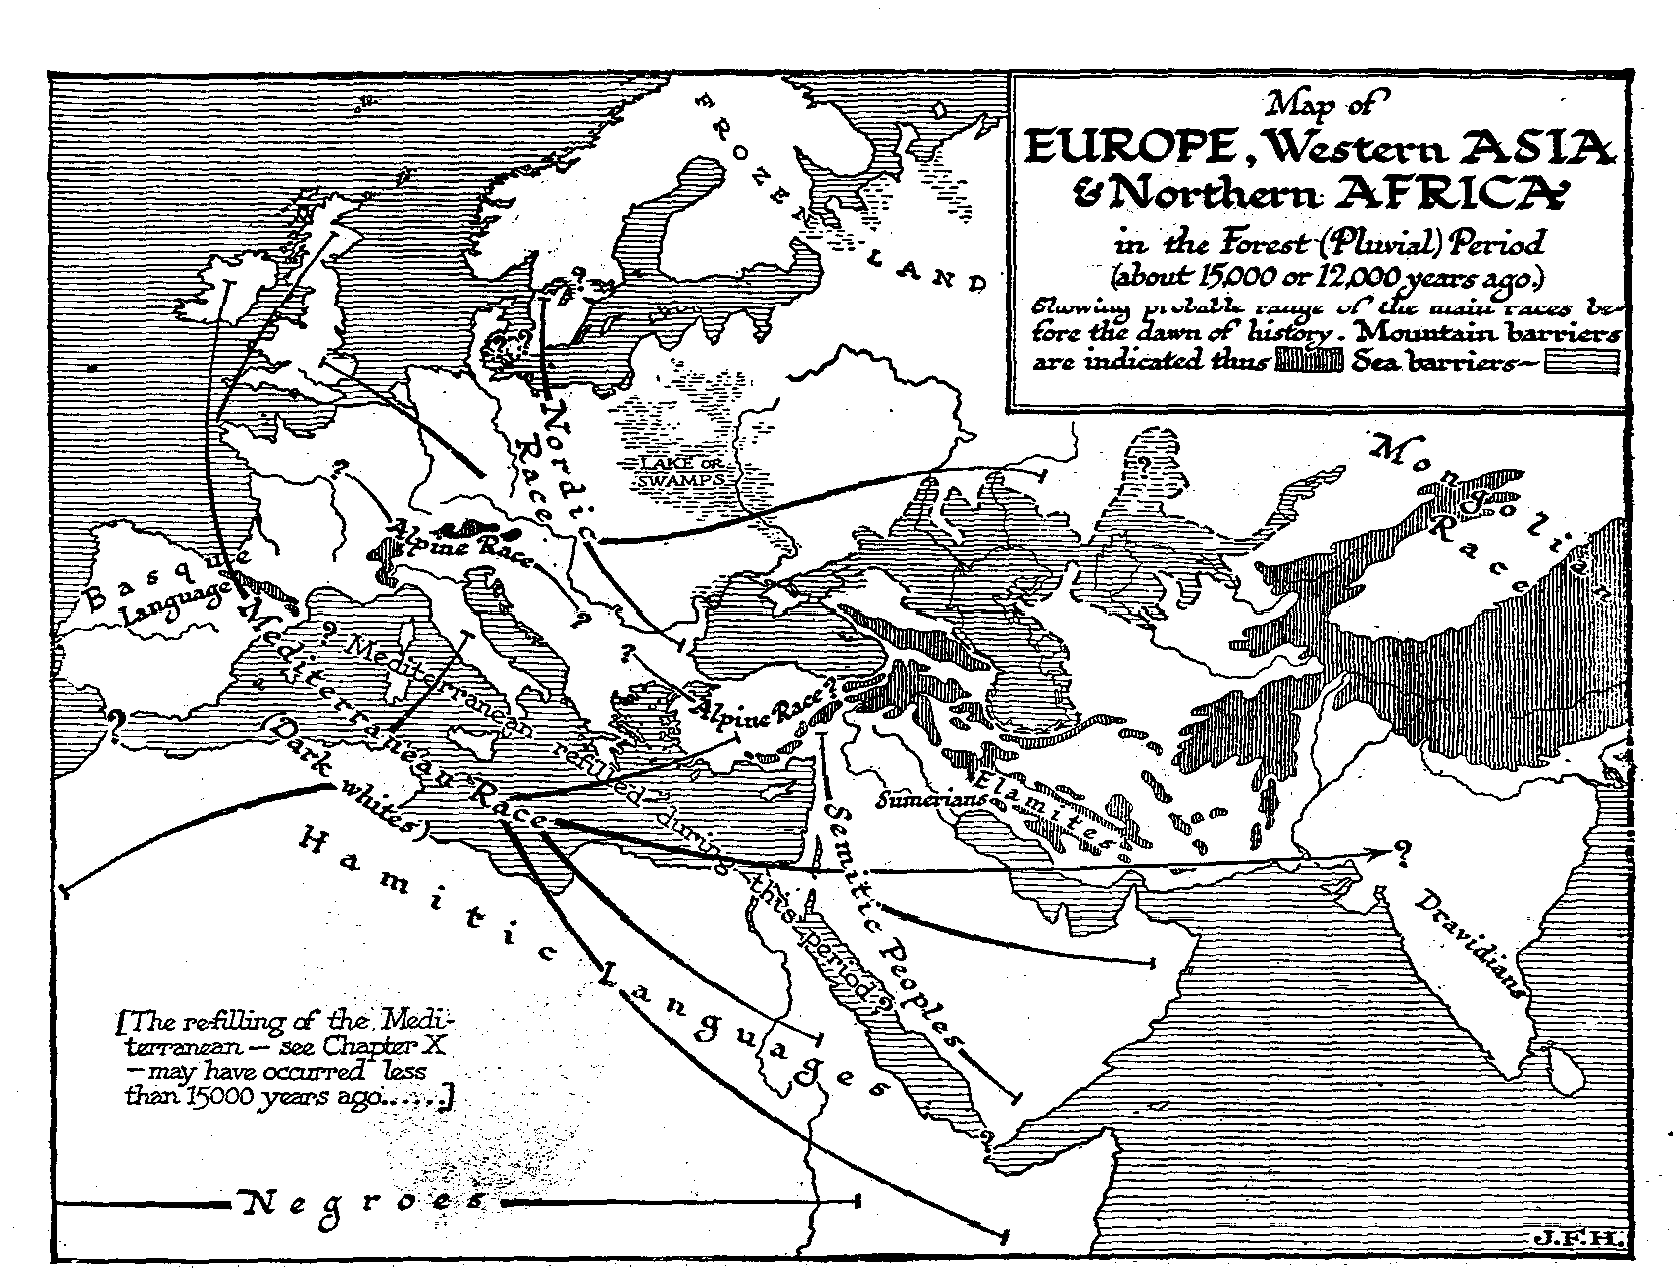 Map of
EUROPE, Western ASIA
& Northern AFRICA
in the Forest (Pluvial) Period
(about 15,000 or 12,000 years ago.)
Showing probable range of the main races be-
fore the dawn of history. Mountain barriers
are indicated thus Sea barriers—
FROZEN LAND
Mongolian
Race
?
?
? ?
Nordic
Race
LAKE OR
SWAMPS
?
?
Alpine Race
?
Basque
Language
Mediterranean Race
(Dark whites)
? Mediterranean refilled during this period?
?
?
Alpine Race?
Sumerians
Elamites
Semitic Peoples
?
Dravidians
Hamitic Languages
[The refilling of the Medi-
terranean — see Chapter X
— may have occurred less
than 15000 years ago......]
?
Negroes
J.F.H.